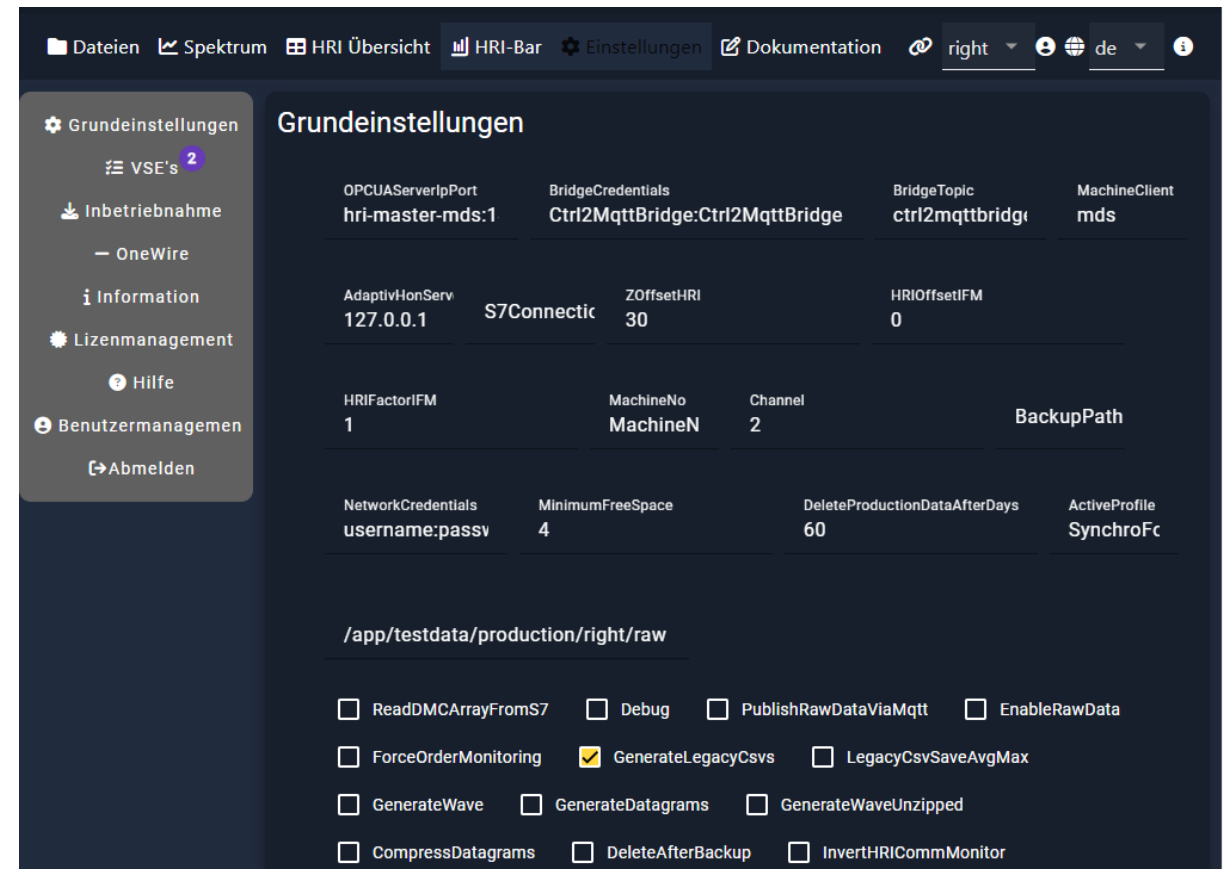 Dateien Spektrum HRI Übersicht HRI-Bar Einstellungen Dokumentation right de
Grundeinstellungen
VSE's 2
Inbetriebnahme
OneWire
Information
Lizenmanagement
Hilfe
Benutzermanagemen
Abmelden
Grundeinstellungen
OPCUAServerIpPort BridgeCredentials BridgeTopic MachineClient
hri-master-mds:1 Ctrl2MqttBridge:Ctrl2MqttBridge ctrl2mqttbridge mds
AdaptivHonServ ZOffsetHRI HRIOffsetIFM
127.0.0.1 S7Connectic 30 0
HRIFactorIFM MachineNo Channel
1 MachineN 2 BackupPath
NetworkCredentials MinimumFreeSpace DeleteProductionDataAfterDays ActiveProfile
username:passw 4 60 SynchroFc
/app/testdata/production/right/raw
ReadDMCArrayFromS7 Debug PublishRawDataViaMqtt EnableRawData
ForceOrderMonitoring GenerateLegacyCsvs LegacyCsvSaveAvgMax
GenerateWave GenerateDatagrams GenerateWaveUnzipped
CompressDatagrams DeleteAfterBackup InvertHRICommMonitor